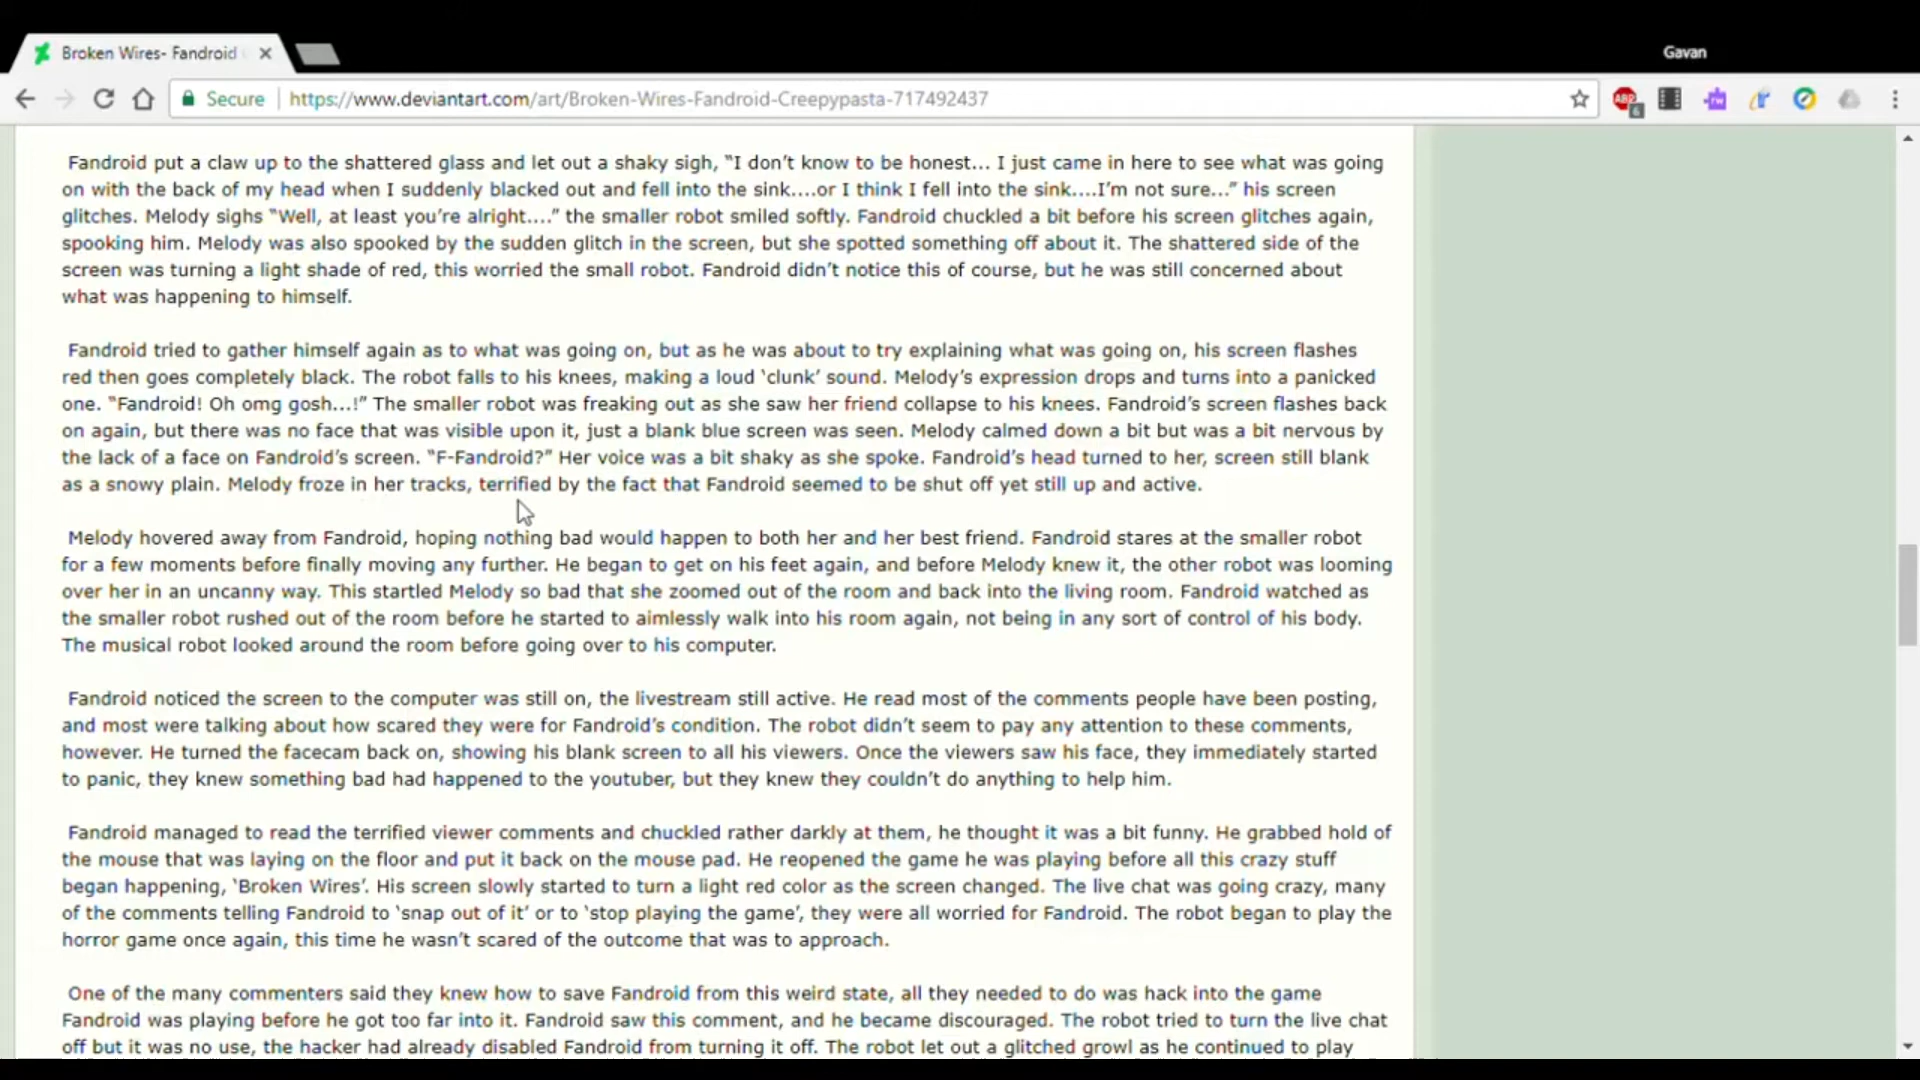 Broken Wires- Fandroid
Gavan
Secure
https://www.deviantart.com/art/Broken-Wires-Fandroid-Creepypasta-717492437
ABP
6
Fandroid put a claw up to the shattered glass and let out a shaky sigh, “I don’t know to be honest... I just came in here to see what was going
on with the back of my head when I suddenly blacked out and fell into the sink....or I think I fell into the sink....I’m not sure...” his screen
glitches. Melody sighs “Well, at least you’re alright....” the smaller robot smiled softly. Fandroid chuckled a bit before his screen glitches again,
spooking him. Melody was also spooked by the sudden glitch in the screen, but she spotted something off about it. The shattered side of the
screen was turning a light shade of red, this worried the small robot. Fandroid didn’t notice this of course, but he was still concerned about
what was happening to himself.
Fandroid tried to gather himself again as to what was going on, but as he was about to try explaining what was going on, his screen flashes
red then goes completely black. The robot falls to his knees, making a loud ‘clunk’ sound. Melody’s expression drops and turns into a panicked
one. “Fandroid! Oh omg gosh...!” The smaller robot was freaking out as she saw her friend collapse to his knees. Fandroid’s screen flashes back
on again, but there was no face that was visible upon it, just a blank blue screen was seen. Melody calmed down a bit but was a bit nervous by
the lack of a face on Fandroid’s screen. “F-Fandroid?” Her voice was a bit shaky as she spoke. Fandroid’s head turned to her, screen still blank
as a snowy plain. Melody froze in her tracks, terrified by the fact that Fandroid seemed to be shut off yet still up and active.
Melody hovered away from Fandroid, hoping nothing bad would happen to both her and her best friend. Fandroid stares at the smaller robot
for a few moments before finally moving any further. He began to get on his feet again, and before Melody knew it, the other robot was looming
over her in an uncanny way. This startled Melody so bad that she zoomed out of the room and back into the living room. Fandroid watched as
the smaller robot rushed out of the room before he started to aimlessly walk into his room again, not being in any sort of control of his body.
The musical robot looked around the room before going over to his computer.
Fandroid noticed the screen to the computer was still on, the livestream still active. He read most of the comments people have been posting,
and most were talking about how scared they were for Fandroid’s condition. The robot didn’t seem to pay any attention to these comments,
however. He turned the facecam back on, showing his blank screen to all his viewers. Once the viewers saw his face, they immediately started
to panic, they knew something bad had happened to the youtuber, but they knew they couldn’t do anything to help him.
Fandroid managed to read the terrified viewer comments and chuckled rather darkly at them, he thought it was a bit funny. He grabbed hold of
the mouse that was laying on the floor and put it back on the mouse pad. He reopened the game he was playing before all this crazy stuff
began happening, ‘Broken Wires’. His screen slowly started to turn a light red color as the screen changed. The live chat was going crazy, many
of the comments telling Fandroid to ‘snap out of it’ or to ‘stop playing the game’, they were all worried for Fandroid. The robot began to play the
horror game once again, this time he wasn’t scared of the outcome that was to approach.
One of the many commenters said they knew how to save Fandroid from this weird state, all they needed to do was hack into the game
Fandroid was playing before he got too far into it. Fandroid saw this comment, and he became discouraged. The robot tried to turn the live chat
off but it was no use, the hacker had already disabled Fandroid from turning it off. The robot let out a glitched growl as he continued to play